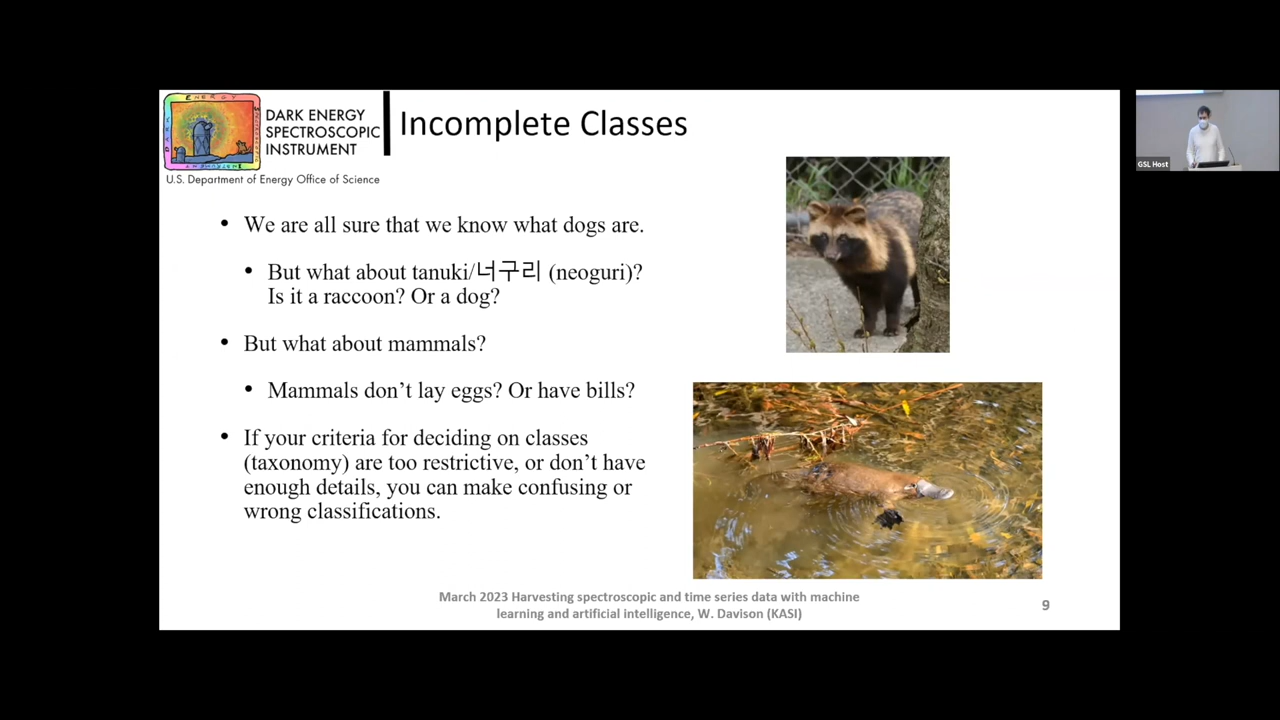 DARK ENERGY
SPECTROSCOPIC
INSTRUMENT
U.S. Department of Energy Office of Science
Incomplete Classes
• We are all sure that we know what dogs are.
• But what about tanuki/너구리 (neoguri)?
Is it a raccoon? Or a dog?
• But what about mammals?
• Mammals don’t lay eggs? Or have bills?
• If your criteria for deciding on classes
(taxonomy) are too restrictive, or don’t have
enough details, you can make confusing or
wrong classifications.
March 2023 Harvesting spectroscopic and time series data with machine
learning and artificial intelligence, W. Davison (KASI)
9
GSL Host